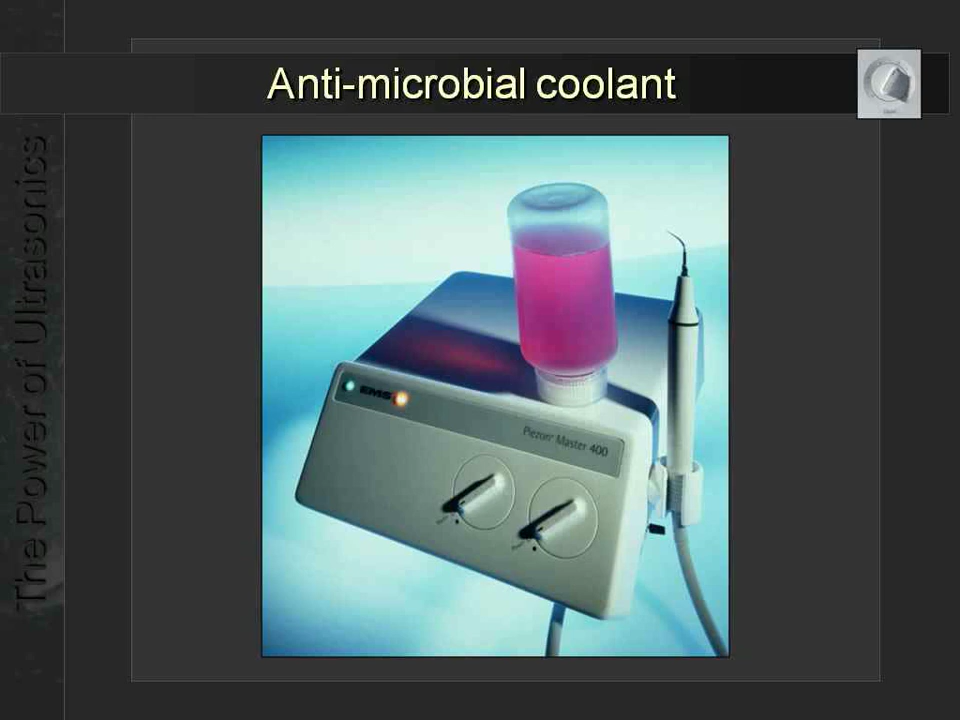 Anti-microbial coolant
The Power of Ultrasonics
EMS
Piezon® Master 400